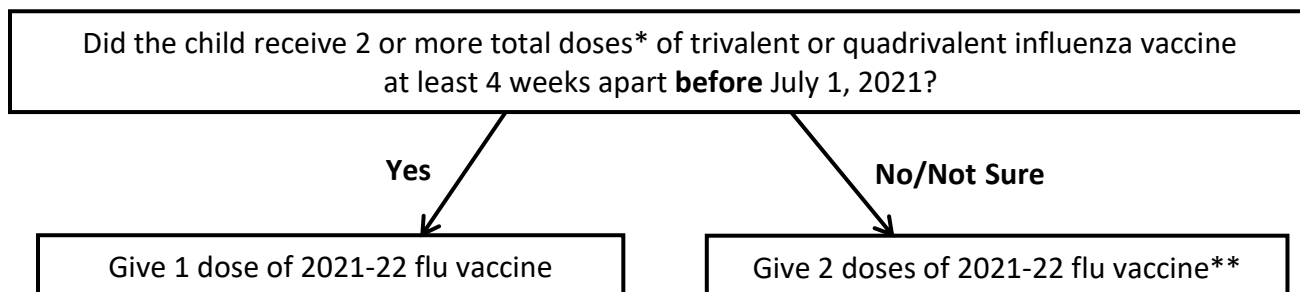 Did the child receive 2 or more total doses* of trivalent or quadrivalent influenza vaccine
at least 4 weeks apart before July 1, 2021?
Yes
No/Not Sure
Give 1 dose of 2021-22 flu vaccine
Give 2 doses of 2021-22 flu vaccine**